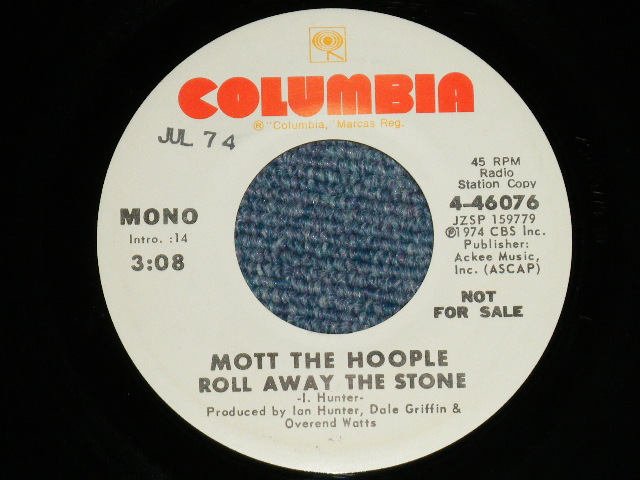 COLUMBIA
® "Columbia," Marcas Reg.
JUL 74
45 RPM
Radio
Station Copy
4-46076
JZSP 159779
℗1974 CBS Inc.
Publisher:
Ackee Music,
Inc. (ASCAP)
MONO
Intro. :14
3:08
NOT
FOR SALE
MOTT THE HOOPLE
ROLL AWAY THE STONE
-I. Hunter-
Produced by Ian Hunter, Dale Griffin &
Overend Watts